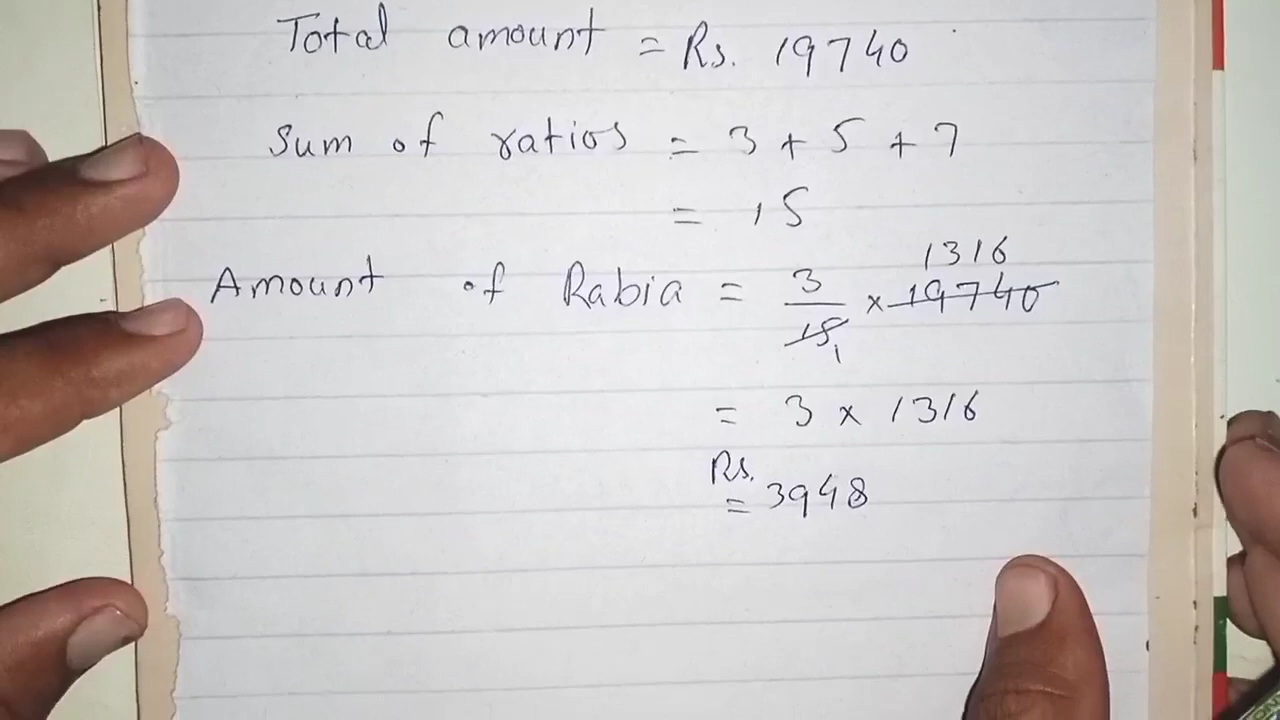 Total amount = Rs. 19740
Sum of ratios = 3 + 5 + 7
= 15
1316
Amount of Rabia = 3/15 × 19740
1
= 3 × 1316
Rs.
= 3948